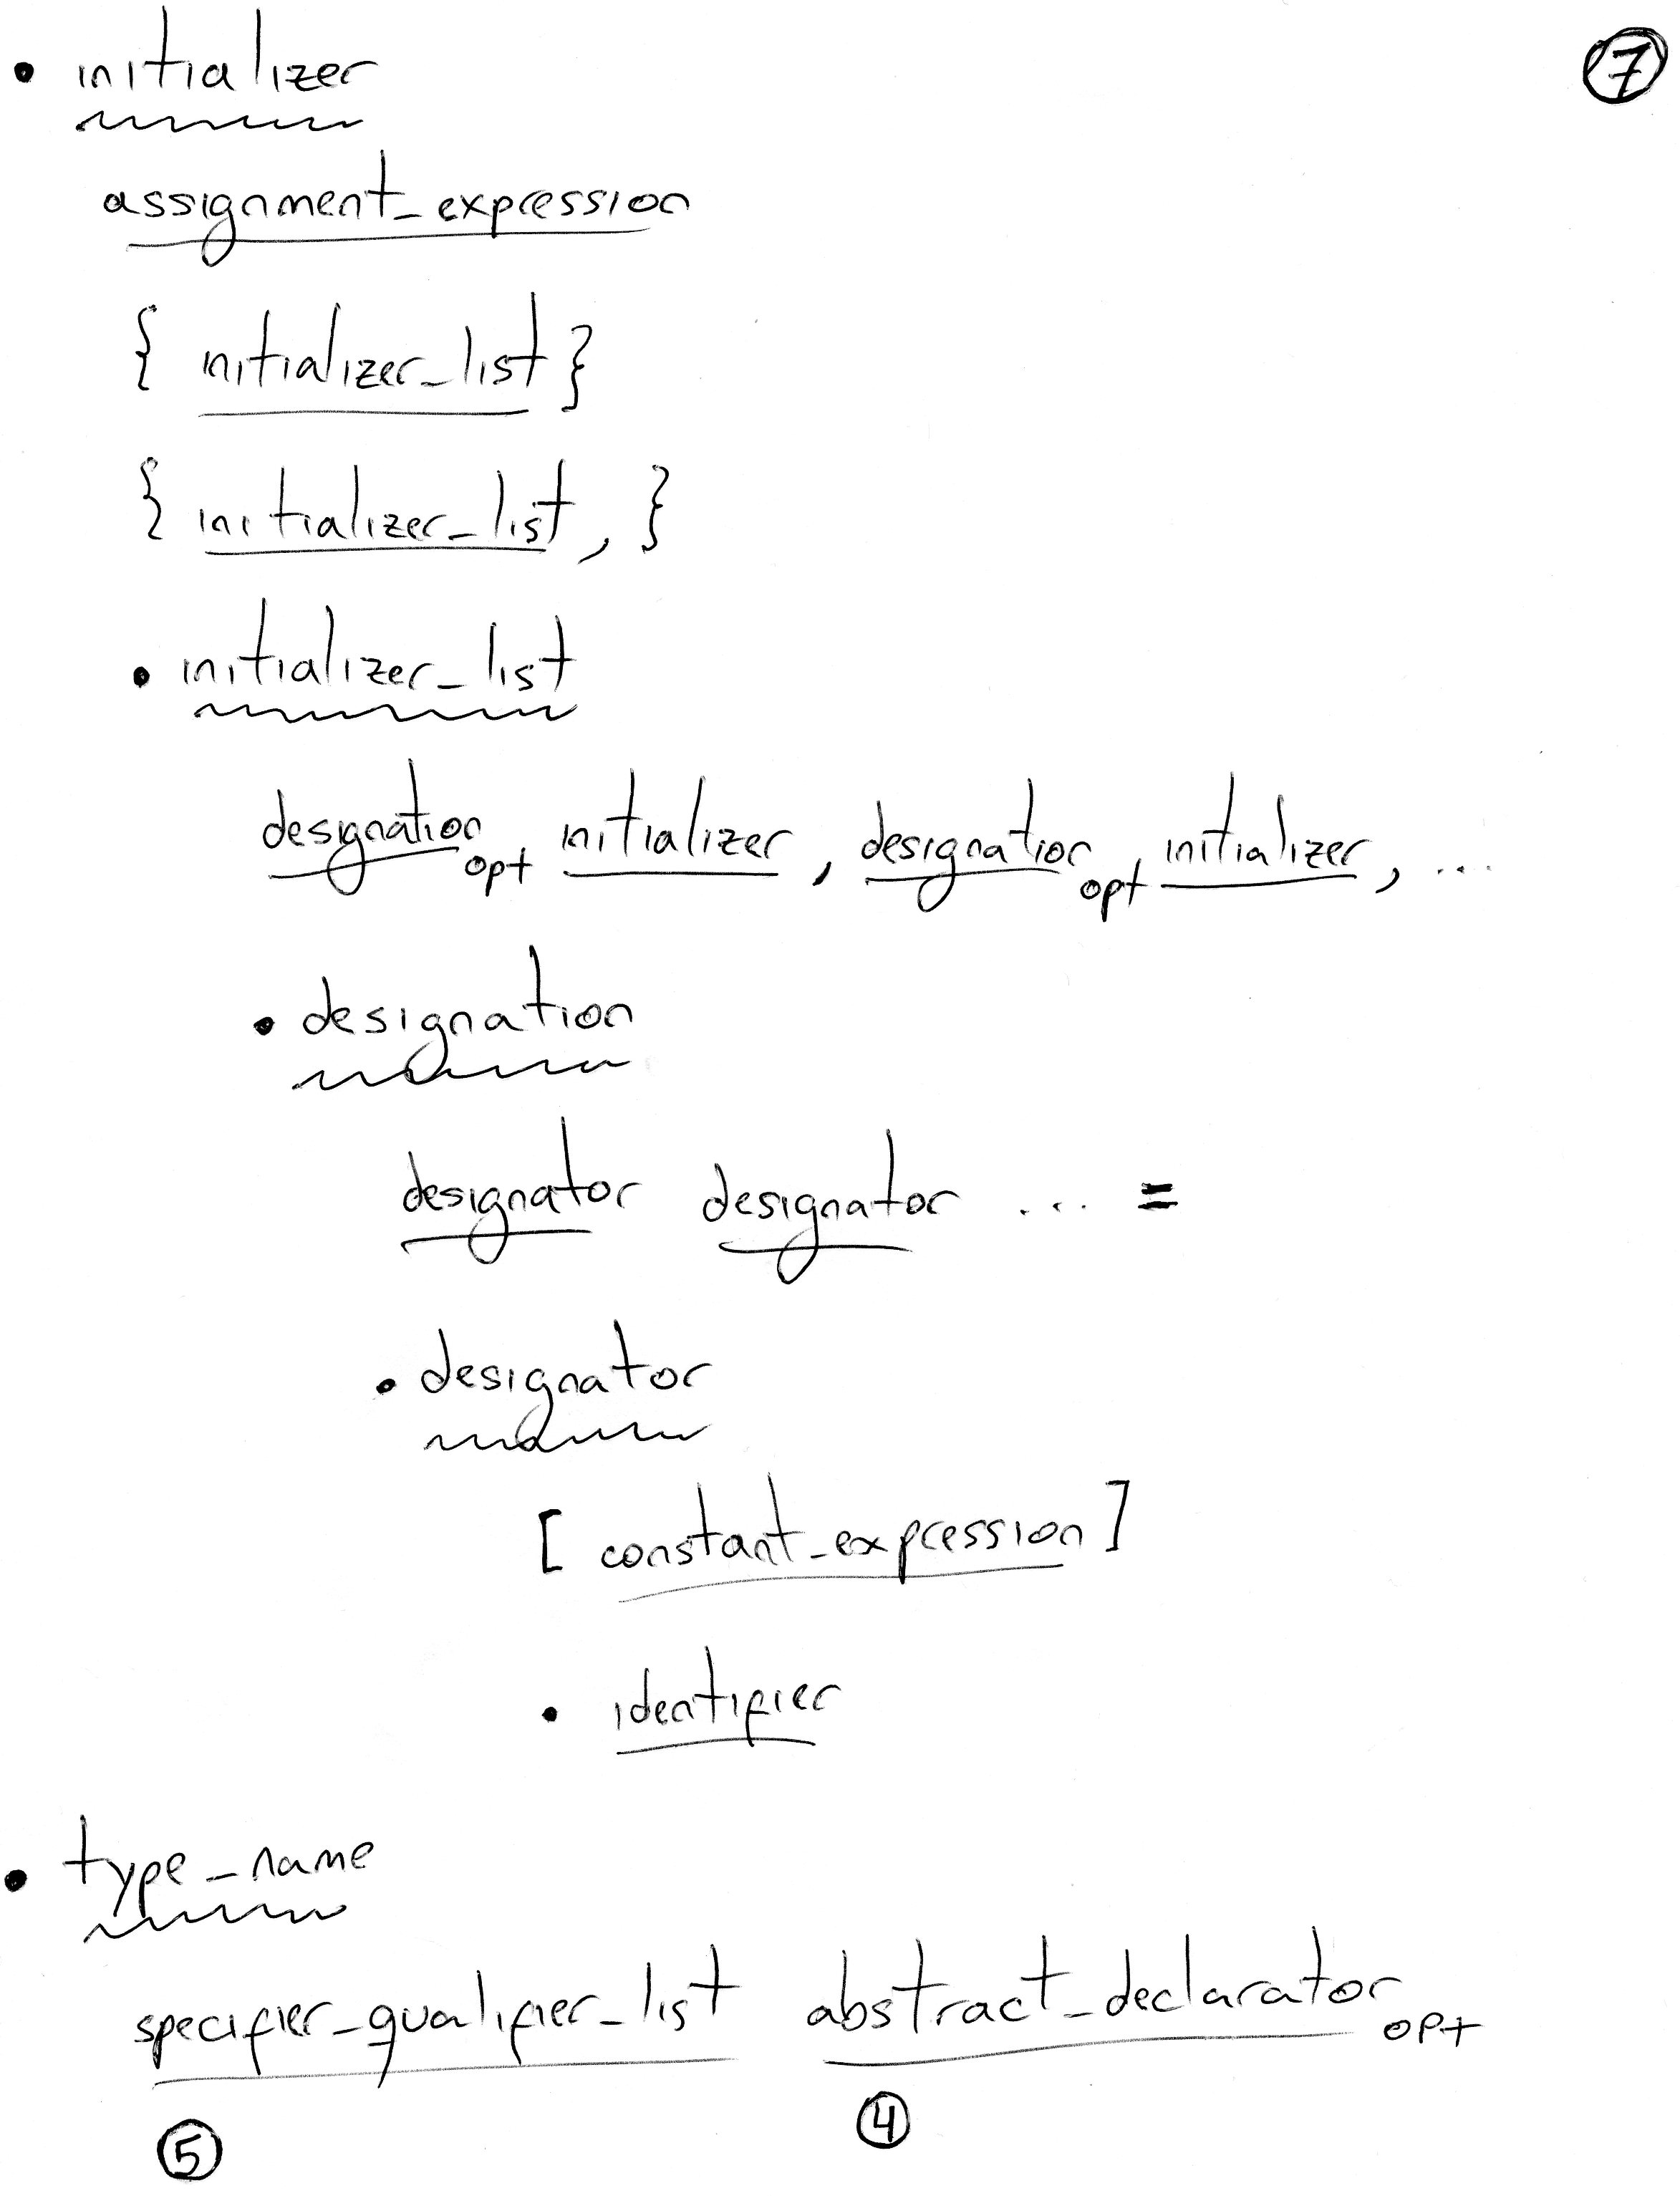 • initializer ⑦
assignment_expression
{ initializer_list }
{ initializer_list , }
• initializer_list
designation opt initializer , designation opt , initializer , ...
• designation
designator designator ... =
• designator
[ constant_expression ]
• identifier
• type_name
specifier_qualifier_list abstract_declarator opt
⑤ ④